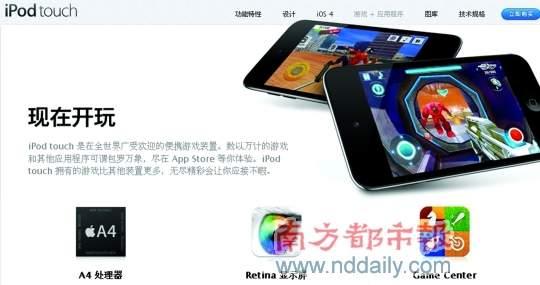 iPod touch
功能特性 设计 iOS 4 游戏 + 应用程序 图库 技术规格 立即购买
现在开玩
iPod touch 是在全世界广受欢迎的便携游戏装置。数以万计的游戏
和其他应用程序可谓包罗万象，尽在 App Store 等你体验。iPod
touch 拥有的游戏比其他装置更多，无尽精彩会让你应接不暇。
A4
A4 处理器
Retina 显示屏
Game Center
南方都市報
www.nddaily.com